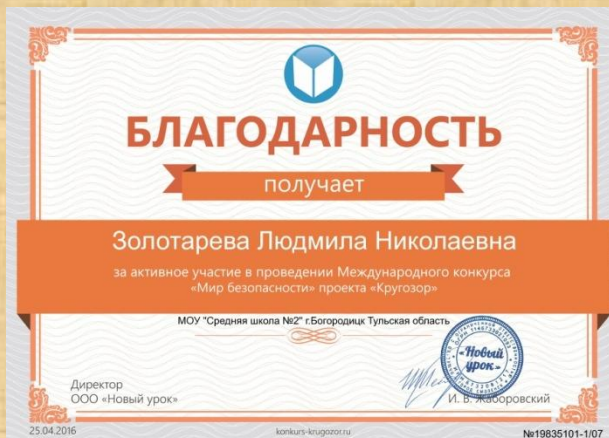 БЛАГОДАРНОСТЬ
получает
Золотарева Людмила Николаевна
за активное участие в проведении Международного конкурса
«Мир безопасности» проекта «Кругозор»
МОУ "Средняя школа №2" г.Богородицк Тульская область
«Новый
урок»
Директор
ООО «Новый урок»
И. В. Жаборовский
25.04.2016
konkurs-krugozor.ru
№19835101-1/07